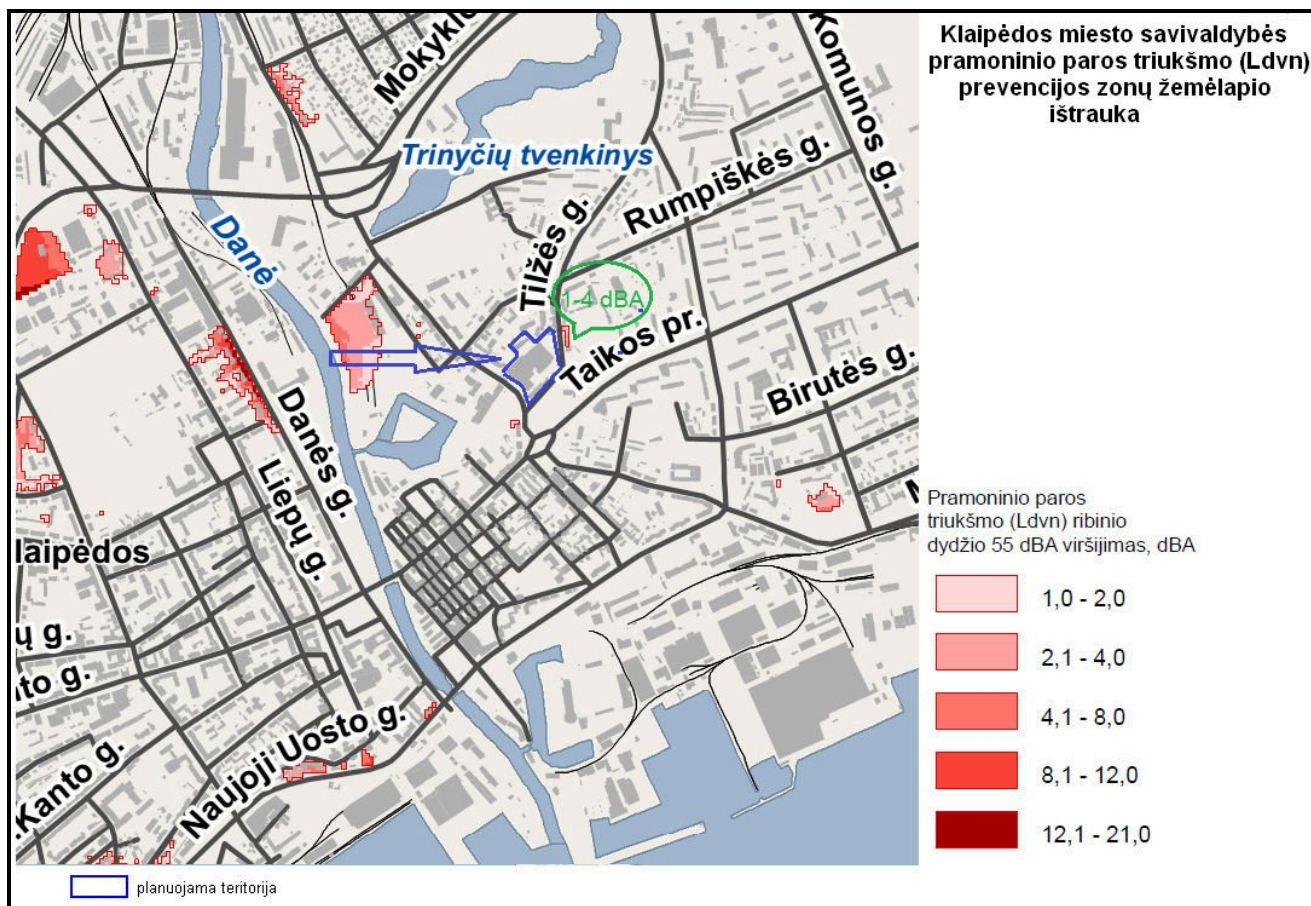 Klaipėdos miesto savivaldybės
pramoninio paros triukšmo (Ldvn)
prevencijos zonų žemėlapio
ištrauka
Komunos g.
Trinyčių tvenkinys
Rumpiškės g.
Tilžės g.
Danė
1-4 dBA
Taikos pr.
Birutės g.
Danės g.
Liepų g.
laipėdos
ų g.
nto g.
Naujoji Uosto g.
.Kanto g.
Pramoninio paros
triukšmo (Ldvn) ribinio
dydžio 55 dBA viršijimas, dBA
1,0 - 2,0
2,1 - 4,0
4,1 - 8,0
8,1 - 12,0
12,1 - 21,0
planuojama teritorija